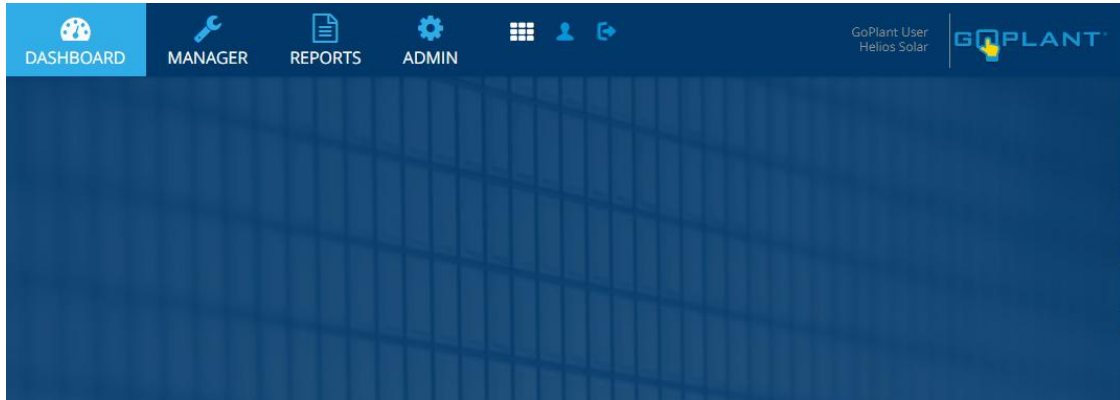 DASHBOARD
MANAGER
REPORTS
ADMIN
GoPlant User
Helios Solar
GOPLANT®